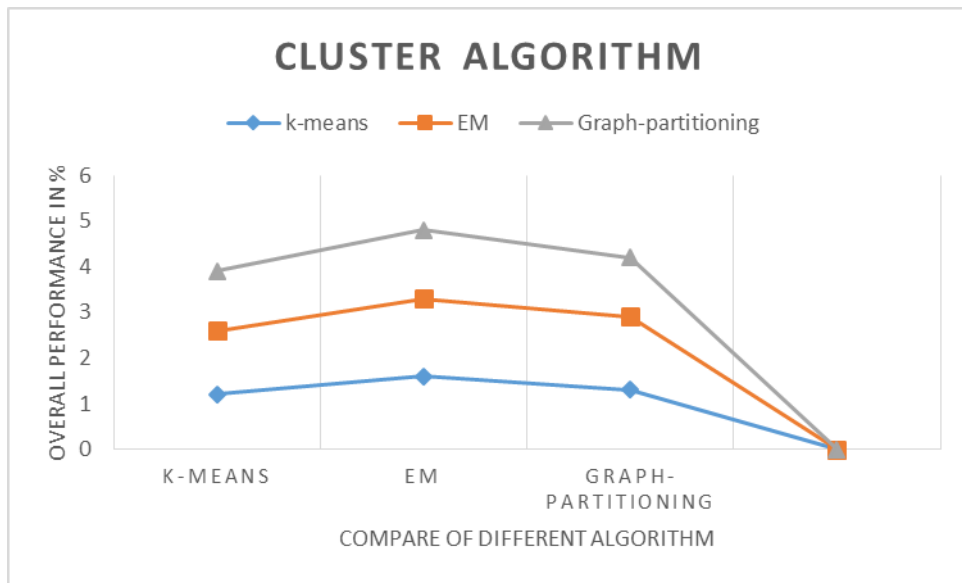 CLUSTER ALGORITHM
k-means EM Graph-partitioning
OVERALL PERFORMANCE IN %
6
5
4
3
2
1
0
K-MEANS EM GRAPH-
PARTITIONING
COMPARE OF DIFFERENT ALGORITHM